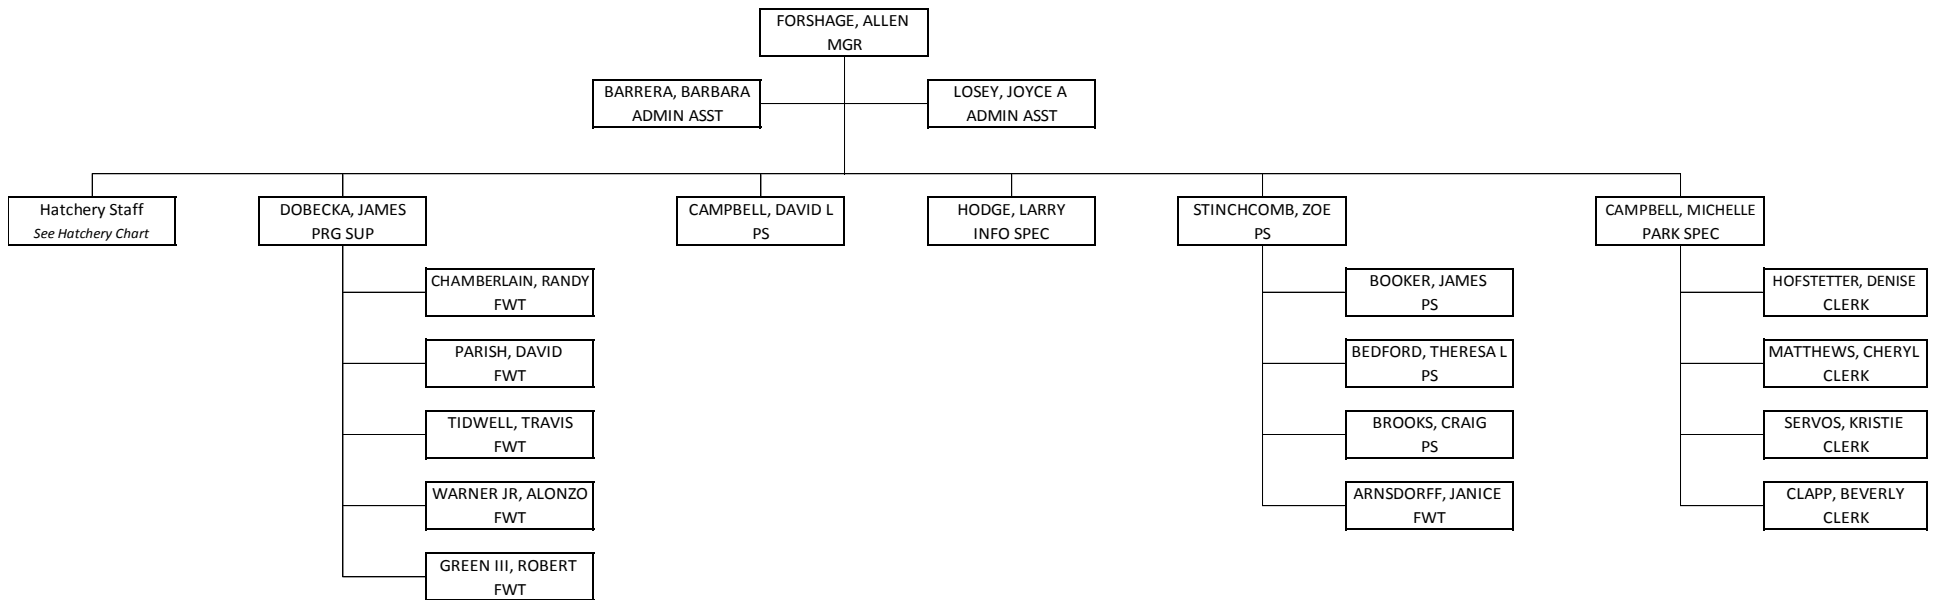 FORSHAGE, ALLEN
MGR
BARRERA, BARBARA
ADMIN ASST
LOSEY, JOYCE A
ADMIN ASST
Hatchery Staff
See Hatchery Chart
DOBECKA, JAMES
PRG SUP
CAMPBELL, DAVID L
PS
HODGE, LARRY
INFO SPEC
STINCHCOMB, ZOE
PS
CAMPBELL, MICHELLE
PARK SPEC
CHAMBERLAIN, RANDY
FWT
PARISH, DAVID
FWT
TIDWELL, TRAVIS
FWT
WARNER JR, ALONZO
FWT
GREEN III, ROBERT
FWT
BOOKER, JAMES
PS
BEDFORD, THERESA L
PS
BROOKS, CRAIG
PS
ARNSDORFF, JANICE
FWT
HOFSTETTER, DENISE
CLERK
MATTHEWS, CHERYL
CLERK
SERVOS, KRISTIE
CLERK
CLAPP, BEVERLY
CLERK